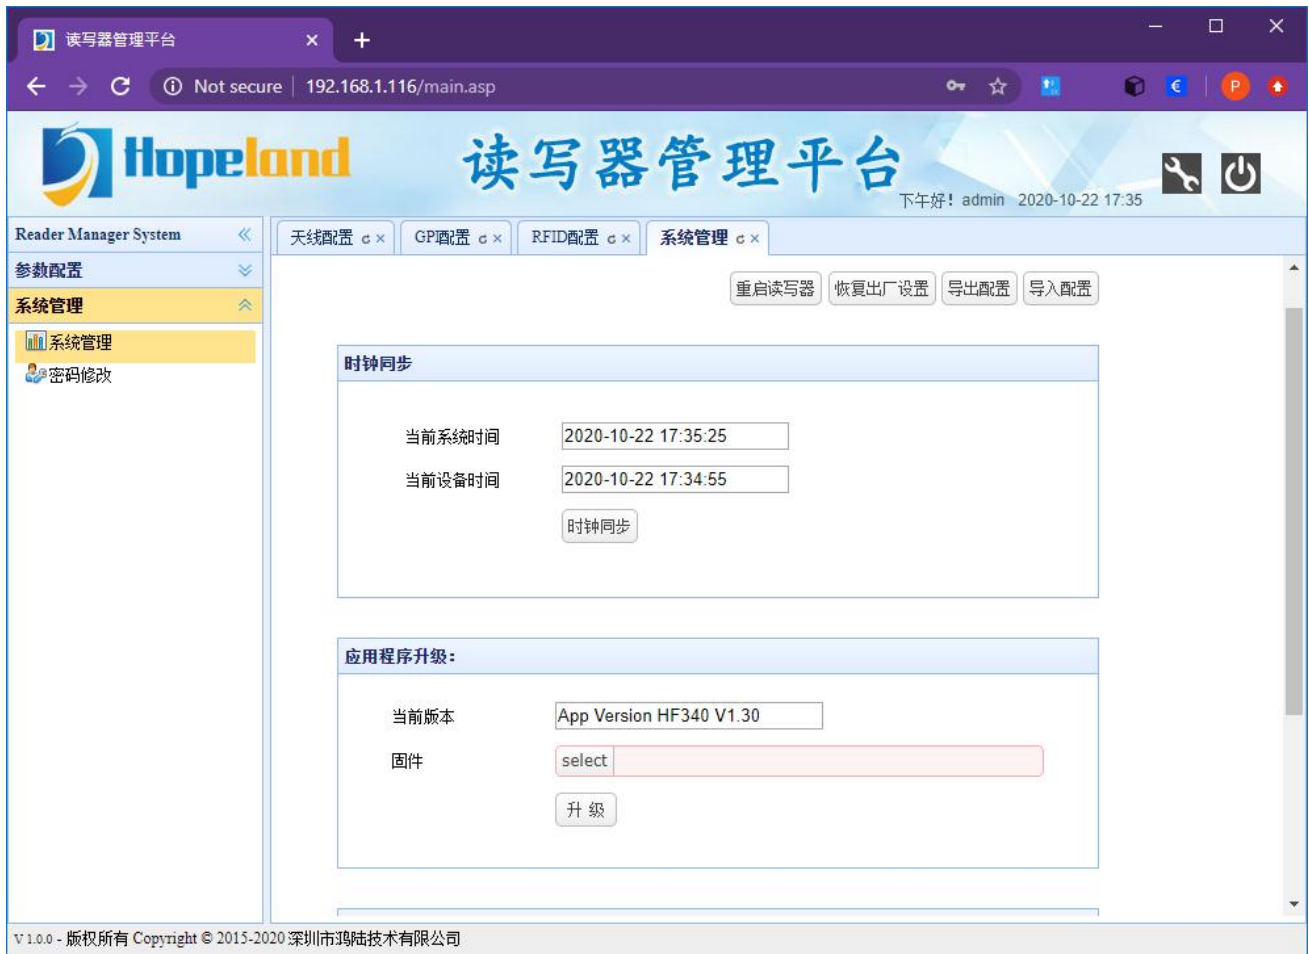 读写器管理平台
Not secure 192.168.1.116/main.asp
P
Hopeland 读写器管理平台
下午好! admin 2020-10-22 17:35
Reader Manager System
天线配置 GPI配置 RFID配置 系统管理
参数配置
系统管理
系统管理
密码修改
重启读写器 恢复出厂设置 导出配置 导入配置
时钟同步
当前系统时间 2020-10-22 17:35:25
当前设备时间 2020-10-22 17:34:55
时钟同步
应用程序升级:
当前版本 App Version HF340 V1.30
固件 select
升 级
V 1.0.0 - 版权所有 Copyright © 2015-2020 深圳市鸿陆技术有限公司